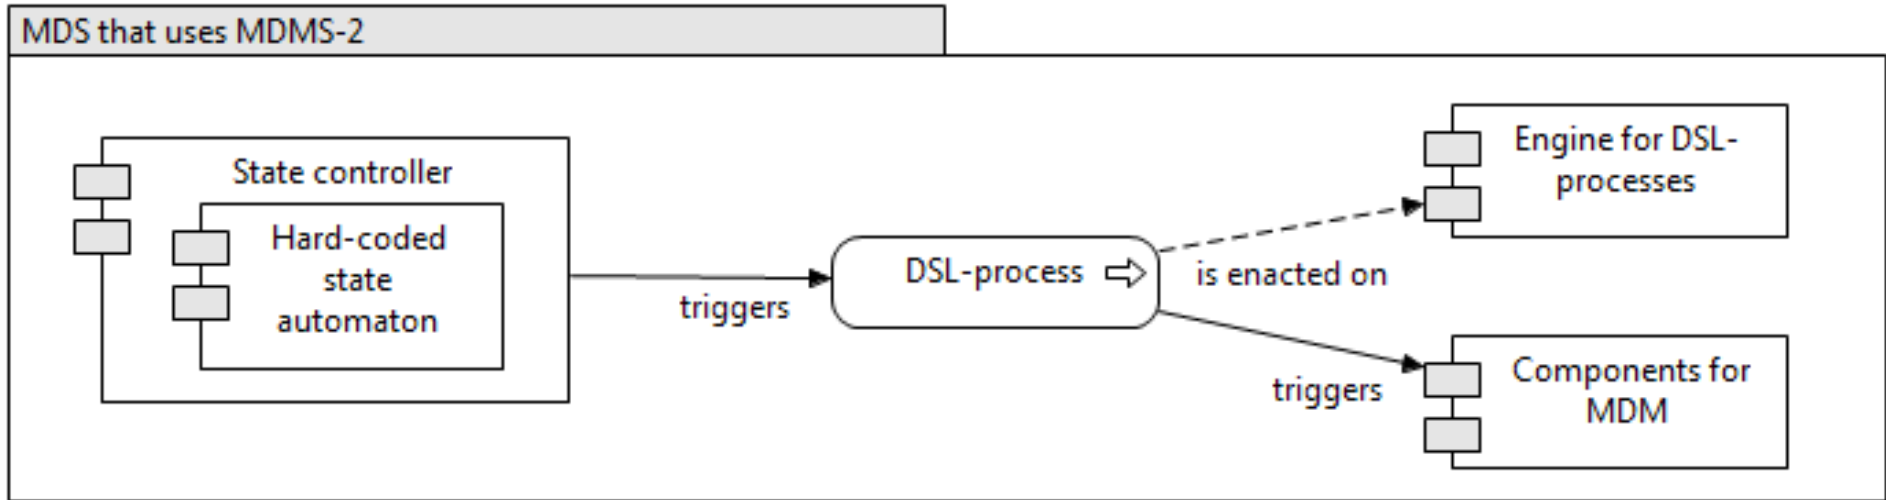 MDS that uses MDMS-2
State controller
Hard-coded
state
automaton
triggers
DSL-process
is enacted on
triggers
Engine for DSL-
processes
Components for
MDM